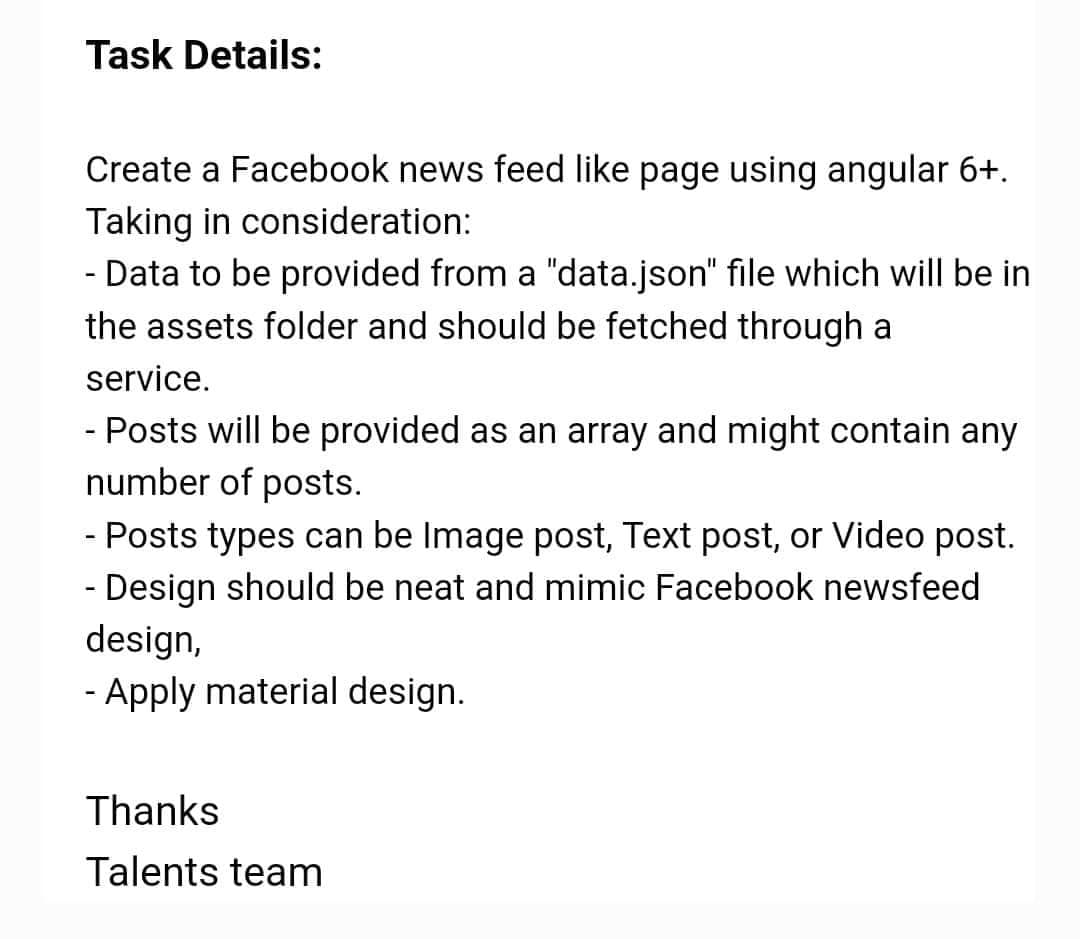 Task Details:
Create a Facebook news feed like page using angular 6+.
Taking in consideration:
- Data to be provided from a "data.json" file which will be in
the assets folder and should be fetched through a
service.
- Posts will be provided as an array and might contain any
number of posts.
- Posts types can be Image post, Text post, or Video post.
- Design should be neat and mimic Facebook newsfeed
design,
- Apply material design.
Thanks
Talents team